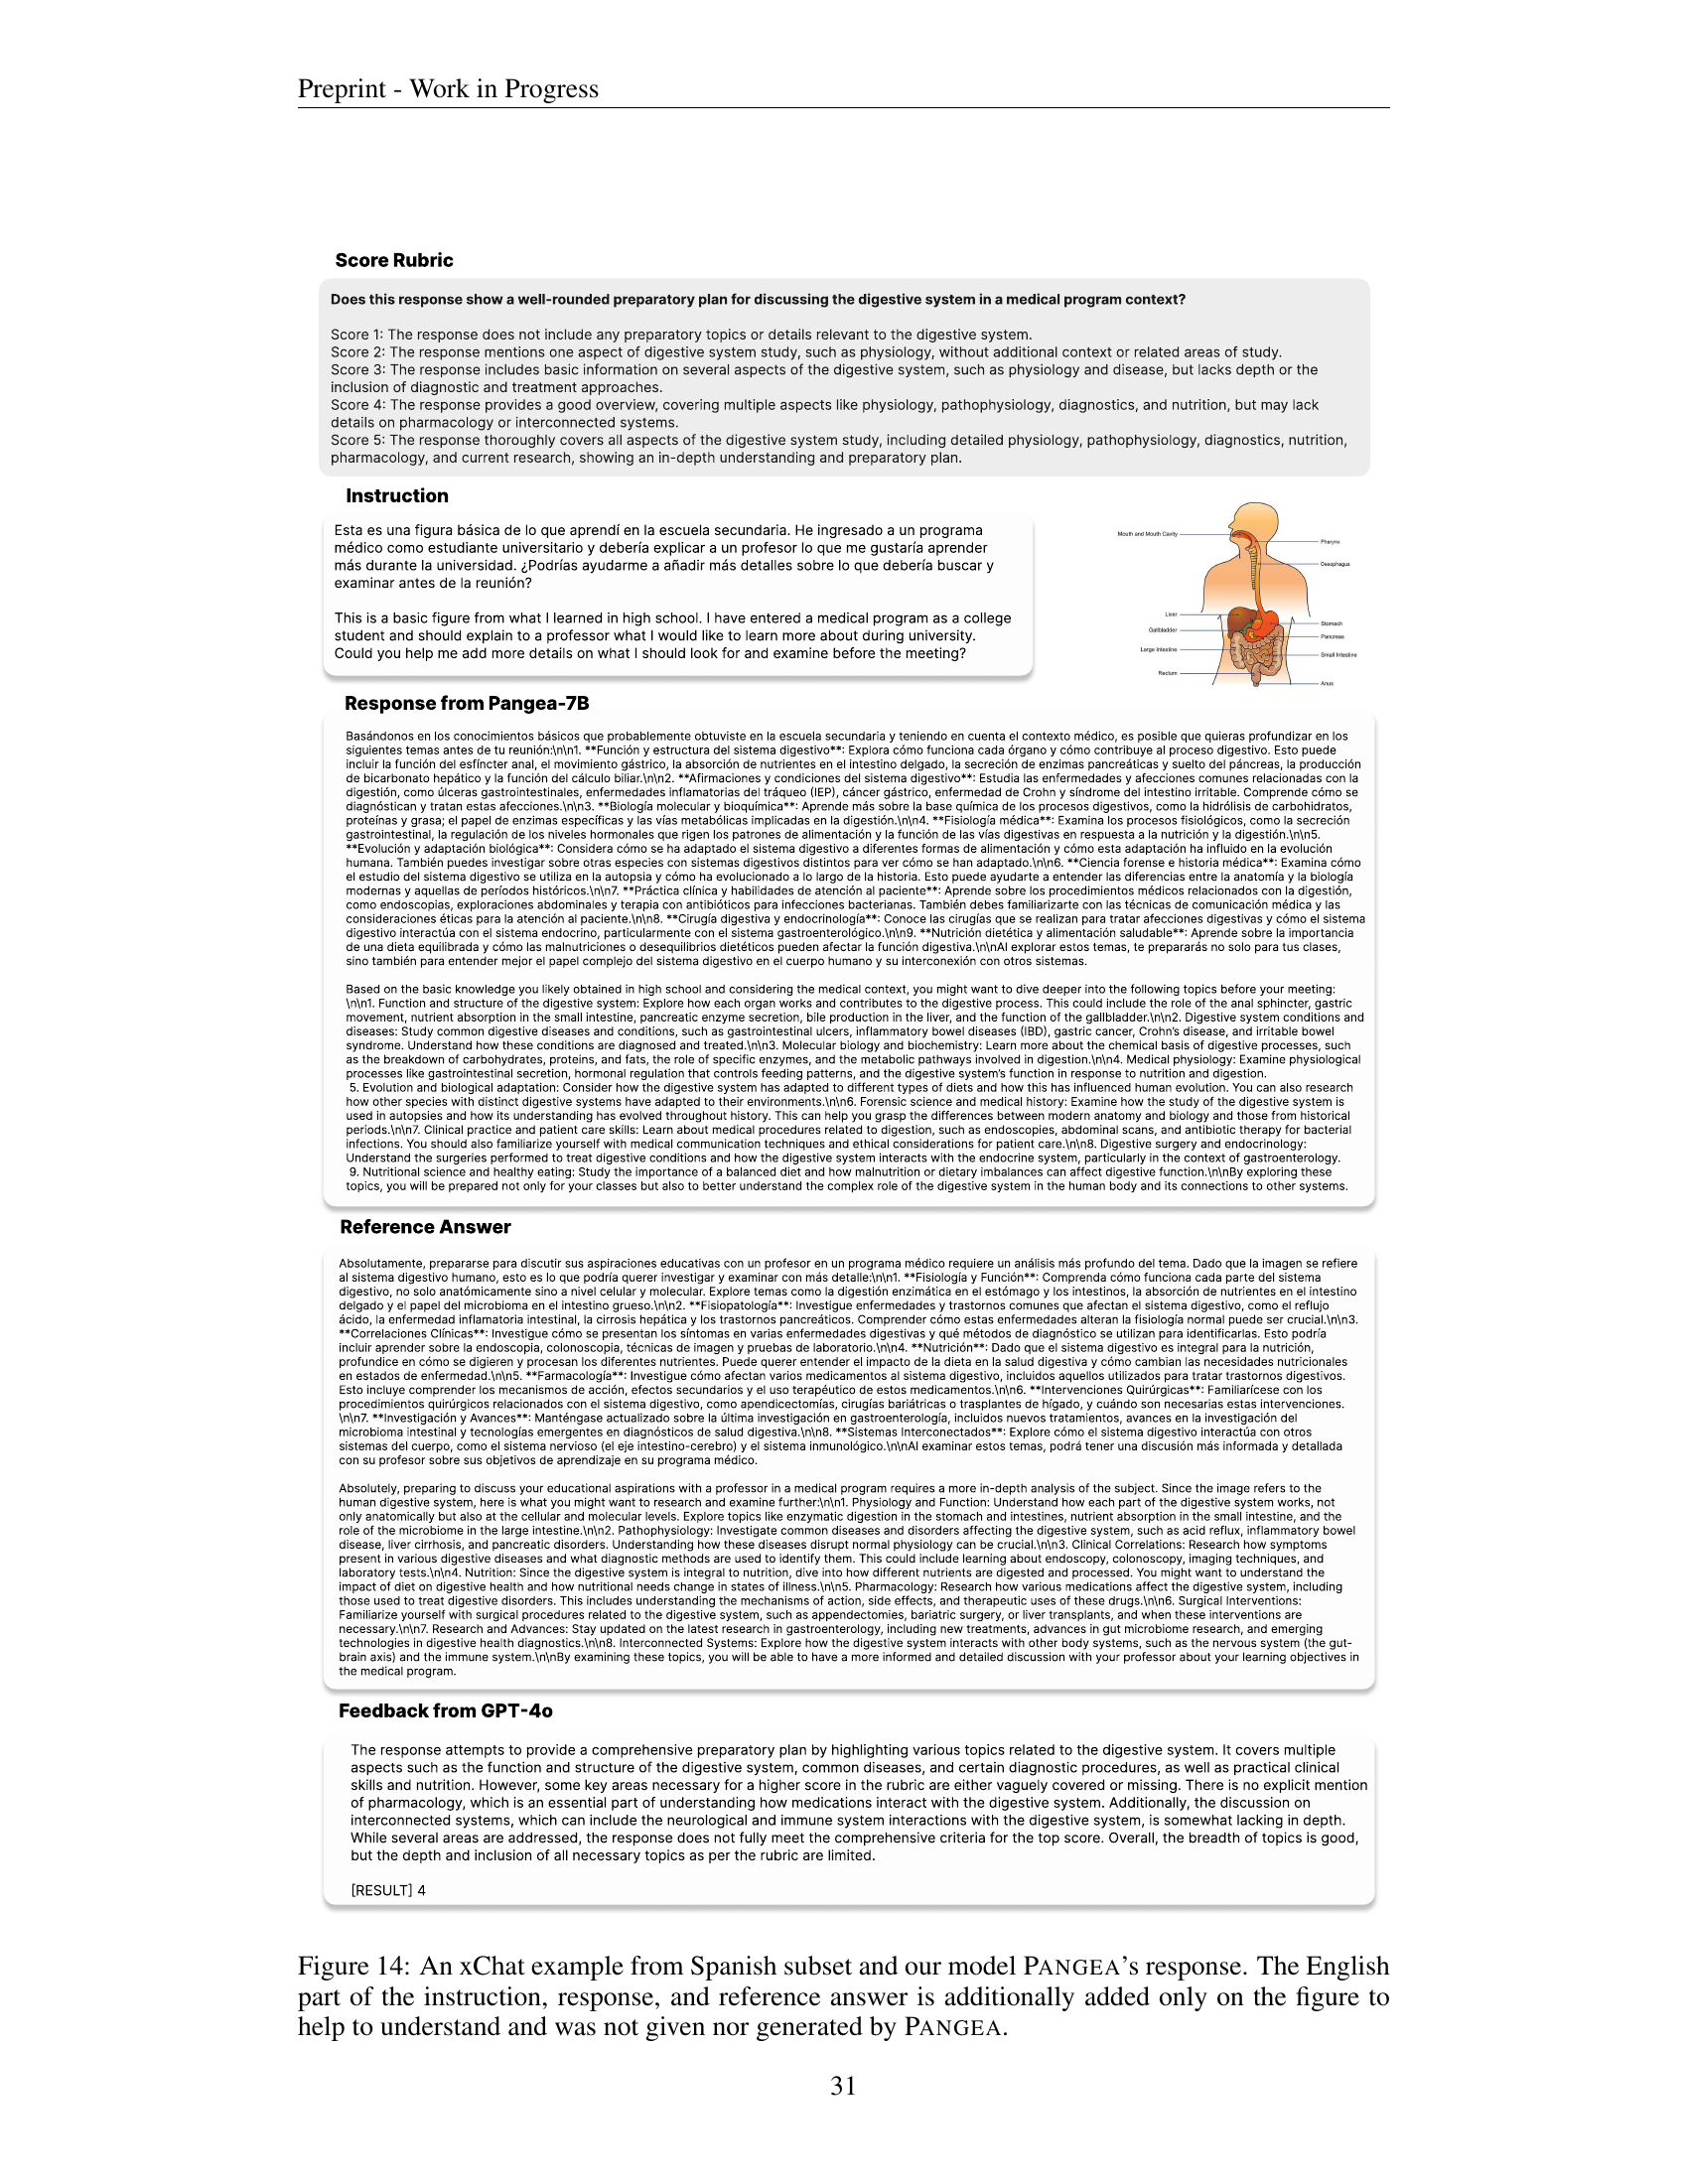 Preprint - Work in Progress
Score Rubric
Does this response show a well-rounded preparatory plan for discussing the digestive system in a medical program context?
Score 1: The response does not include any preparatory topics or details relevant to the digestive system.
Score 2: The response mentions one aspect of digestive system study, such as physiology, without additional context or related areas of study.
Score 3: The response includes basic information on several aspects of the digestive system, such as physiology and disease, but lacks depth or the
inclusion of diagnostic and treatment approaches.
Score 4: The response provides a good overview, covering multiple aspects like physiology, pathophysiology, diagnostics, and nutrition, but may lack
details on pharmacology or interconnected systems.
Score 5: The response thoroughly covers all aspects of the digestive system study, including detailed physiology, pathophysiology, diagnostics, nutrition,
pharmacology, and current research, showing an in-depth understanding and preparatory plan.
Instruction
Esta es una figura básica de lo que aprendí en la escuela secundaria. He ingresado a un programa
médico como estudiante universitario y debería explicar a un profesor lo que me gustaría aprender
más durante la universidad. ¿Podrías ayudarme a añadir más detalles sobre lo que debería buscar y
examinar antes de la reunión?
This is a basic figure from what I learned in high school. I have entered a medical program as a college
student and should explain to a professor what I would like to learn more about during university.
Could you help me add more details on what I should look for and examine before the meeting?
Mouth and Mouth Cavity
Pharynx
Oesophagus
Liver
Stomach
Gallbladder
Pancreas
Large Intestine
Small Intestine
Rectum
Anus
Response from Pangea-7B
Basándonos en los conocimientos básicos que probablemente obtuviste en la escuela secundaria y teniendo en cuenta el contexto médico, es posible que quieras profundizar en los
siguientes temas antes de tu reunión:\n\n1. **Función y estructura del sistema digestivo**: Explora cómo funciona cada órgano y cómo contribuye al proceso digestivo. Esto puede
incluir la función del esfíncter anal, el movimiento gástrico, la absorción de nutrientes en el intestino delgado, la secreción de enzimas pancreáticas y suelto del páncreas, la producción
de bicarbonato hepático y la función del cálculo biliar.\n\n2. **Afirmaciones y condiciones del sistema digestivo**: Estudia las enfermedades y afecciones comunes relacionadas con la
digestión, como úlceras gastrointestinales, enfermedades inflamatorias del tráqueo (IEP), cáncer gástrico, enfermedad de Crohn y síndrome del intestino irritable. Comprende cómo se
diagnóstican y tratan estas afecciones.\n\n3. **Biología molecular y bioquímica**: Aprende más sobre la base química de los procesos digestivos, como la hidrólisis de carbohidratos,
proteínas y grasa; el papel de enzimas específicas y las vías metabólicas implicadas en la digestión.\n\n4. **Fisiología médica**: Examina los procesos fisiológicos, como la secreción
gastrointestinal, la regulación de los niveles hormonales que rigen los patrones de alimentación y la función de las vías digestivas en respuesta a la nutrición y la digestión.\n\n5.
**Evolución y adaptación biológica**: Considera cómo se ha adaptado el sistema digestivo a diferentes formas de alimentación y cómo esta adaptación ha influido en la evolución
humana. También puedes investigar sobre otras especies con sistemas digestivos distintos para ver cómo se han adaptado.\n\n6. **Ciencia forense e historia médica**: Examina cómo
el estudio del sistema digestivo se utiliza en la autopsia y cómo ha evolucionado a lo largo de la historia. Esto puede ayudarte a entender las diferencias entre la anatomía y la biología
modernas y aquellas de períodos históricos.\n\n7. **Práctica clínica y habilidades de atención al paciente**: Aprende sobre los procedimientos médicos relacionados con la digestión,
como endoscopias, exploraciones abdominales y terapia con antibióticos para infecciones bacterianas. También debes familiarizarte con las técnicas de comunicación médica y las
consideraciones éticas para la atención al paciente.\n\n8. **Cirugía digestiva y endocrinología**: Conoce las cirugías que se realizan para tratar afecciones digestivas y cómo el sistema
digestivo interactúa con el sistema endocrino, particularmente con el sistema gastroenterológico.\n\n9. **Nutrición dietética y alimentación saludable**: Aprende sobre la importancia
de una dieta equilibrada y cómo las malnutriciones o desequilibrios dietéticos pueden afectar la función digestiva.\n\nAl explorar estos temas, te prepararás no solo para tus clases,
sino también para entender mejor el papel complejo del sistema digestivo en el cuerpo humano y su interconexión con otros sistemas.
Based on the basic knowledge you likely obtained in high school and considering the medical context, you might want to dive deeper into the following topics before your meeting:
\n\n1. Function and structure of the digestive system: Explore how each organ works and contributes to the digestive process. This could include the role of the anal sphincter, gastric
movement, nutrient absorption in the small intestine, pancreatic enzyme secretion, bile production in the liver, and the function of the gallbladder.\n\n2. Digestive system conditions and
diseases: Study common digestive diseases and conditions, such as gastrointestinal ulcers, inflammatory bowel diseases (IBD), gastric cancer, Crohn's disease, and irritable bowel
syndrome. Understand how these conditions are diagnosed and treated.\n\n3. Molecular biology and biochemistry: Learn more about the chemical basis of digestive processes, such
as the breakdown of carbohydrates, proteins, and fats, the role of specific enzymes, and the metabolic pathways involved in digestion.\n\n4. Medical physiology: Examine physiological
processes like gastrointestinal secretion, hormonal regulation that controls feeding patterns, and the digestive system's function in response to nutrition and digestion.
5. Evolution and biological adaptation: Consider how the digestive system has adapted to different types of diets and how this has influenced human evolution. You can also research
how other species with distinct digestive systems have adapted to their environments.\n\n6. Forensic science and medical history: Examine how the study of the digestive system is
used in autopsies and how its understanding has evolved throughout history. This can help you grasp the differences between modern anatomy and biology and those from historical
periods.\n\n7. Clinical practice and patient care skills: Learn about medical procedures related to digestion, such as endoscopies, abdominal scans, and antibiotic therapy for bacterial
infections. You should also familiarize yourself with medical communication techniques and ethical considerations for patient care.\n\n8. Digestive surgery and endocrinology:
Understand the surgeries performed to treat digestive conditions and how the digestive system interacts with the endocrine system, particularly in the context of gastroenterology.
9. Nutritional science and healthy eating: Study the importance of a balanced diet and how malnutrition or dietary imbalances can affect digestive function.\n\nBy exploring these
topics, you will be prepared not only for your classes but also to better understand the complex role of the digestive system in the human body and its connections to other systems.
Reference Answer
Absolutamente, prepararse para discutir sus aspiraciones educativas con un profesor en un programa médico requiere un análisis más profundo del tema. Dado que la imagen se refiere
al sistema digestivo humano, esto es lo que podría querer investigar y examinar con más detalle:\n\n1. **Fisiología y Función**: Comprenda cómo funciona cada parte del sistema
digestivo, no solo anatómicamente sino a nivel celular y molecular. Explore temas como la digestión enzimática en el estómago y los intestinos, la absorción de nutrientes en el intestino
delgado y el papel del microbioma en el intestino grueso.\n\n2. **Fisiopatología**: Investigue enfermedades y trastornos comunes que afectan el sistema digestivo, como el reflujo
ácido, la enfermedad inflamatoria intestinal, la cirrosis hepática y los trastornos pancreáticos. Comprender cómo estas enfermedades alteran la fisiología normal puede ser crucial.\n\n3.
**Correlaciones Clínicas**: Investigue cómo se presentan los síntomas en varias enfermedades digestivas y qué métodos de diagnóstico se utilizan para identificarlas. Esto podría
incluir aprender sobre la endoscopia, colonoscopia, técnicas de imagen y pruebas de laboratorio.\n\n4. **Nutrición**: Dado que el sistema digestivo es integral para la nutrición,
profundice en cómo se digieren y procesan los diferentes nutrientes. Puede querer entender el impacto de la dieta en la salud digestiva y cómo cambian las necesidades nutricionales
en estados de enfermedad.\n\n5. **Farmacología**: Investigue cómo afectan varios medicamentos al sistema digestivo, incluidos aquellos utilizados para tratar trastornos digestivos.
Esto incluye comprender los mecanismos de acción, efectos secundarios y el uso terapéutico de estos medicamentos.\n\n6. **Intervenciones Quirúrgicas**: Familiarícese con los
procedimientos quirúrgicos relacionados con el sistema digestivo, como apendicectomías, cirugías bariátricas o trasplantes de hígado, y cuándo son necesarias estas intervenciones.
\n\n7. **Investigación y Avances**: Manténgase actualizado sobre la última investigación en gastroenterología, incluidos nuevos tratamientos, avances en la investigación del
microbioma intestinal y tecnologías emergentes en diagnósticos de salud digestiva.\n\n8. **Sistemas Interconectados**: Explore cómo el sistema digestivo interactúa con otros
sistemas del cuerpo, como el sistema nervioso (el eje intestino-cerebro) y el sistema inmunológico.\n\nAl examinar estos temas, podrá tener una discusión más informada y detallada
con su profesor sobre sus objetivos de aprendizaje en su programa médico.
Absolutely, preparing to discuss your educational aspirations with a professor in a medical program requires a more in-depth analysis of the subject. Since the image refers to the
human digestive system, here is what you might want to research and examine further:\n\n1. Physiology and Function: Understand how each part of the digestive system works, not
only anatomically but also at the cellular and molecular levels. Explore topics like enzymatic digestion in the stomach and intestines, nutrient absorption in the small intestine, and the
role of the microbiome in the large intestine.\n\n2. Pathophysiology: Investigate common diseases and disorders affecting the digestive system, such as acid reflux, inflammatory bowel
disease, liver cirrhosis, and pancreatic disorders. Understanding how these diseases disrupt normal physiology can be crucial.\n\n3. Clinical Correlations: Research how symptoms
present in various digestive diseases and what diagnostic methods are used to identify them. This could include learning about endoscopy, colonoscopy, imaging techniques, and
laboratory tests.\n\n4. Nutrition: Since the digestive system is integral to nutrition, dive into how different nutrients are digested and processed. You might want to understand the
impact of diet on digestive health and how nutritional needs change in states of illness.\n\n5. Pharmacology: Research how various medications affect the digestive system, including
those used to treat digestive disorders. This includes understanding the mechanisms of action, side effects, and therapeutic uses of these drugs.\n\n6. Surgical Interventions:
Familiarize yourself with surgical procedures related to the digestive system, such as appendectomies, bariatric surgery, or liver transplants, and when these interventions are
necessary.\n\n7. Research and Advances: Stay updated on the latest research in gastroenterology, including new treatments, advances in gut microbiome research, and emerging
technologies in digestive health diagnostics.\n\n8. Interconnected Systems: Explore how the digestive system interacts with other body systems, such as the nervous system (the gut-
brain axis) and the immune system.\n\nBy examining these topics, you will be able to have a more informed and detailed discussion with your professor about your learning objectives in
the medical program.
Feedback from GPT-4o
The response attempts to provide a comprehensive preparatory plan by highlighting various topics related to the digestive system. It covers multiple
aspects such as the function and structure of the digestive system, common diseases, and certain diagnostic procedures, as well as practical clinical
skills and nutrition. However, some key areas necessary for a higher score in the rubric are either vaguely covered or missing. There is no explicit mention
of pharmacology, which is an essential part of understanding how medications interact with the digestive system. Additionally, the discussion on
interconnected systems, which can include the neurological and immune system interactions with the digestive system, is somewhat lacking in depth.
While several areas are addressed, the response does not fully meet the comprehensive criteria for the top score. Overall, the breadth of topics is good,
but the depth and inclusion of all necessary topics as per the rubric are limited.
[RESULT] 4
Figure 14: An xChat example from Spanish subset and our model PANGEA's response. The English
part of the instruction, response, and reference answer is additionally added only on the figure to
help to understand and was not given nor generated by PANGEA.
31